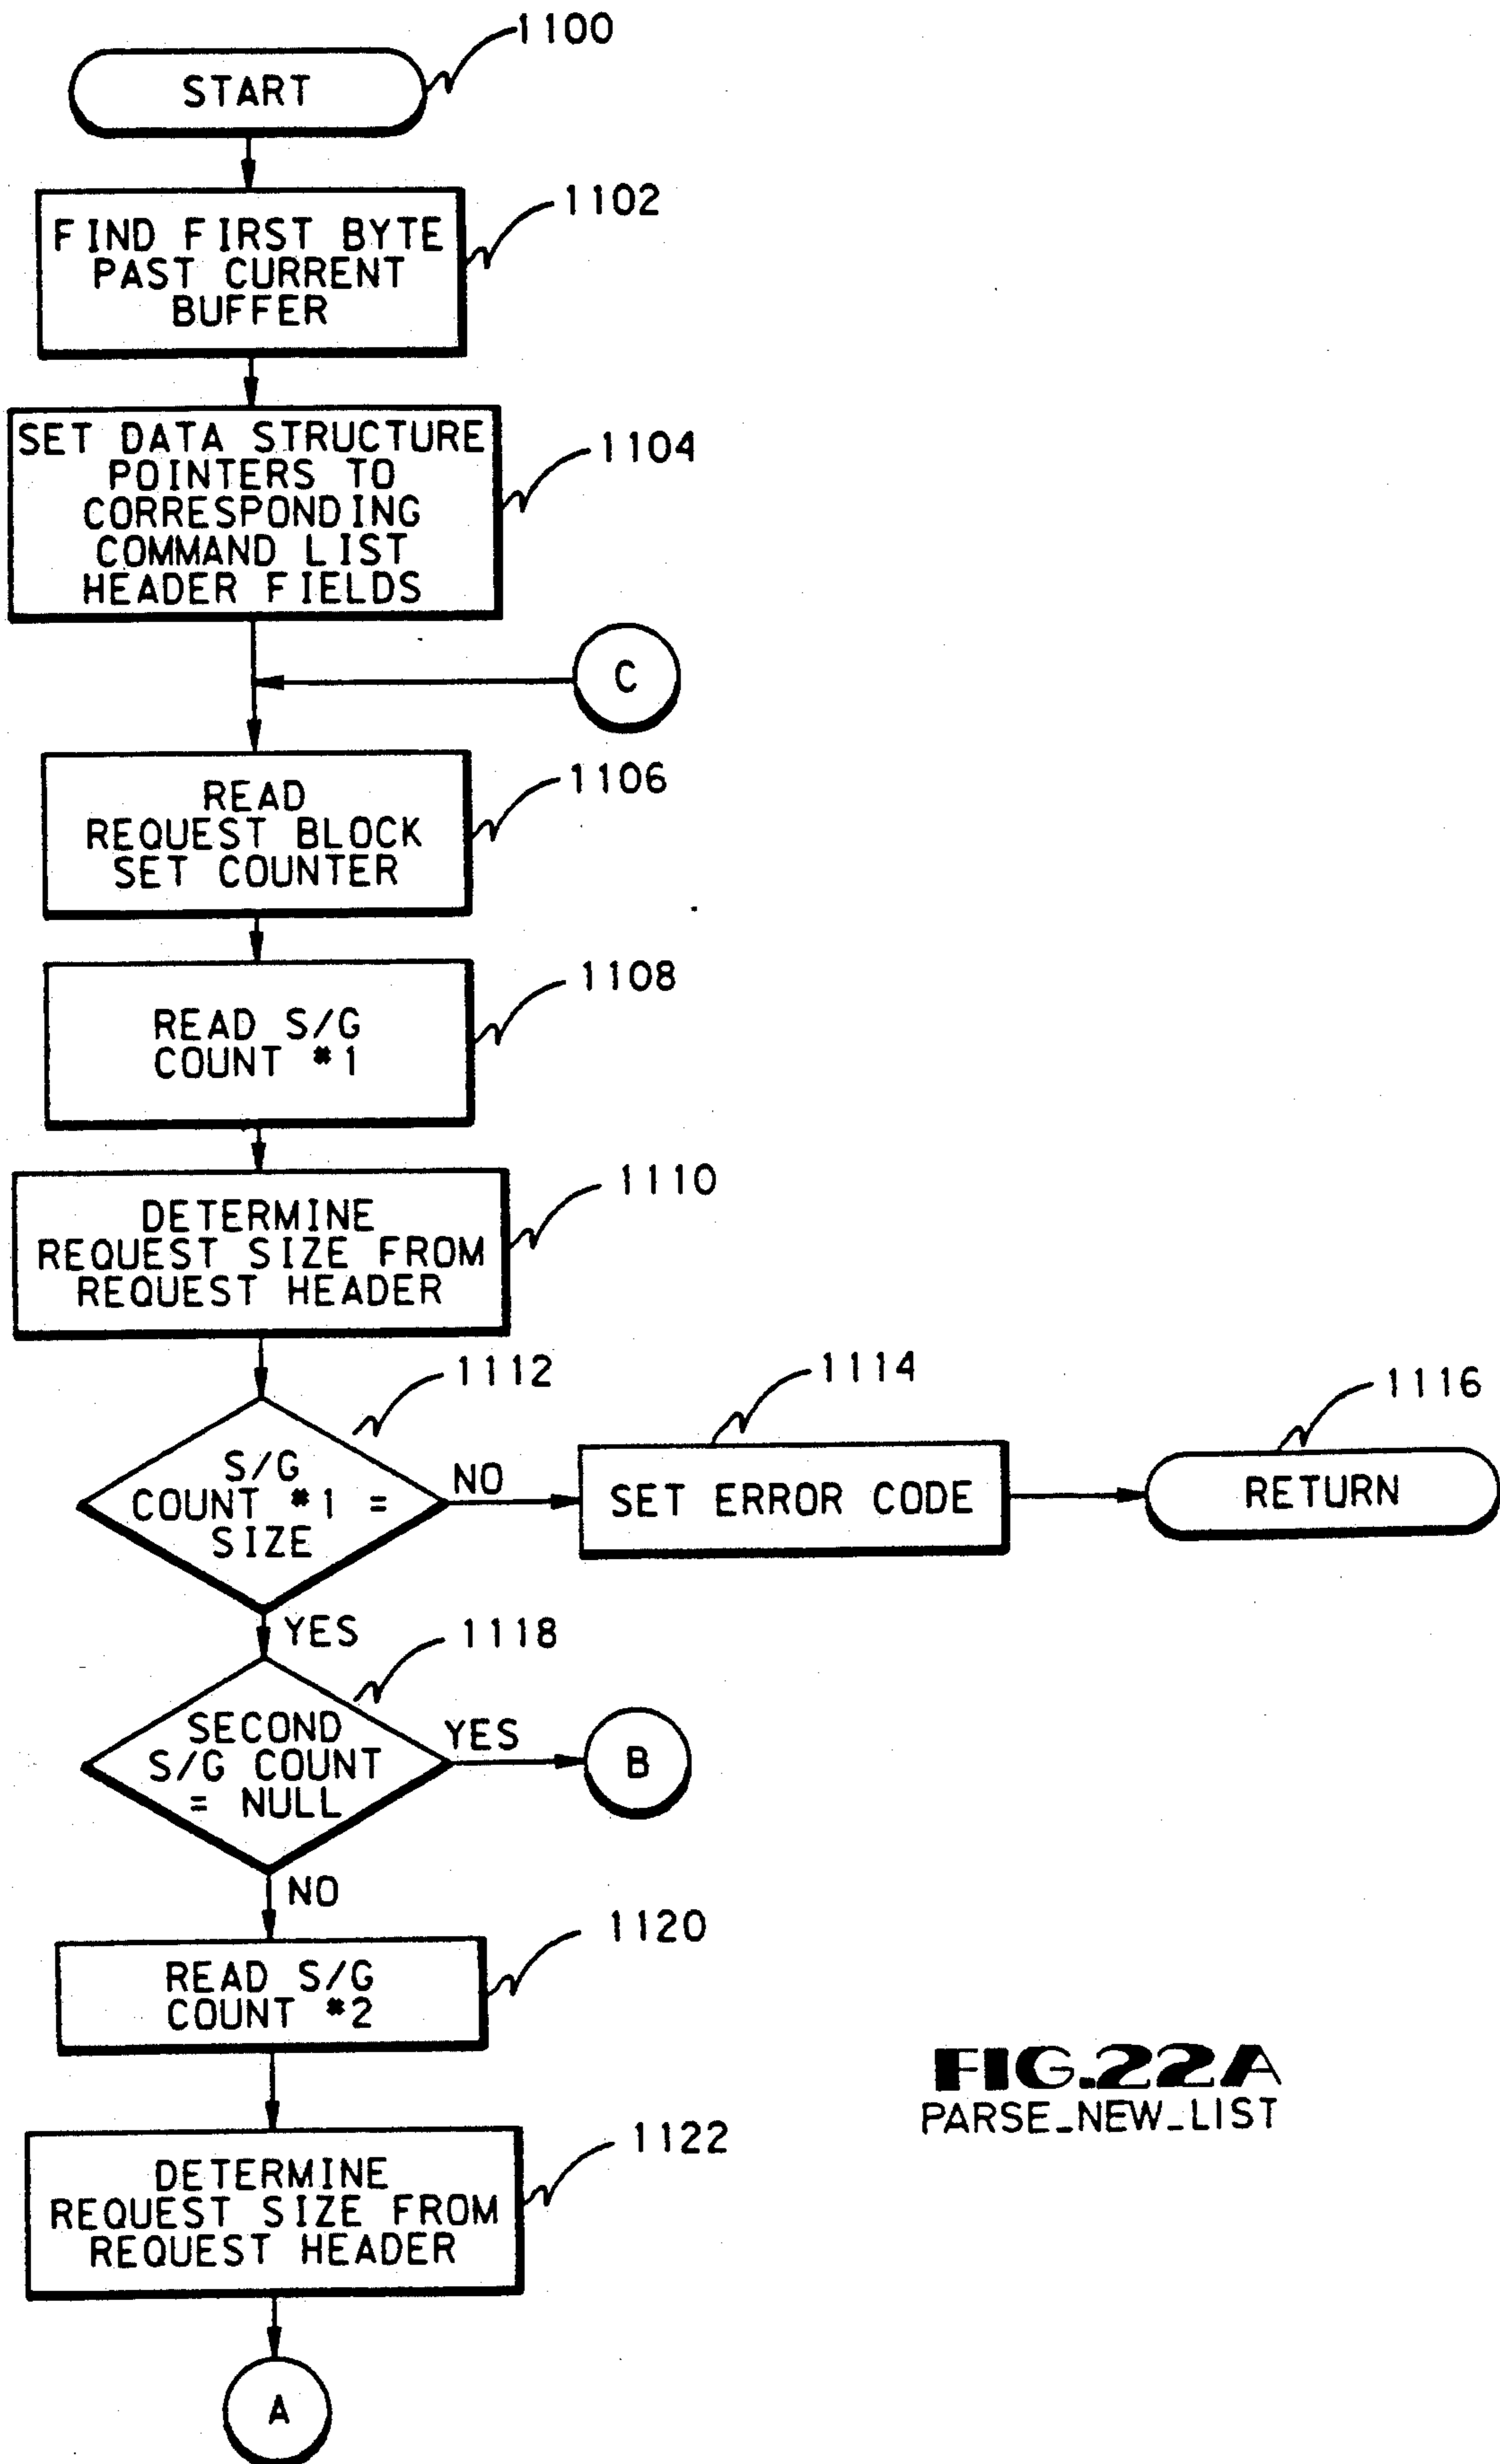 1100
START
1102
FIND FIRST BYTE
PAST CURRENT
BUFFER
1104
SET DATA STRUCTURE
POINTERS TO
CORRESPONDING
COMMAND LIST
HEADER FIELDS
C
1106
READ
REQUEST BLOCK
SET COUNTER
1108
READ S/G
COUNT *1
1110
DETERMINE
REQUEST SIZE FROM
REQUEST HEADER
1112
S/G
COUNT *1 =
SIZE
NO
1114
SET ERROR CODE
1116
RETURN
YES
1118
SECOND
S/G COUNT
= NULL
YES
B
NO
1120
READ S/G
COUNT *2
1122
DETERMINE
REQUEST SIZE FROM
REQUEST HEADER
A
FIG.22A
PARSE_NEW_LIST